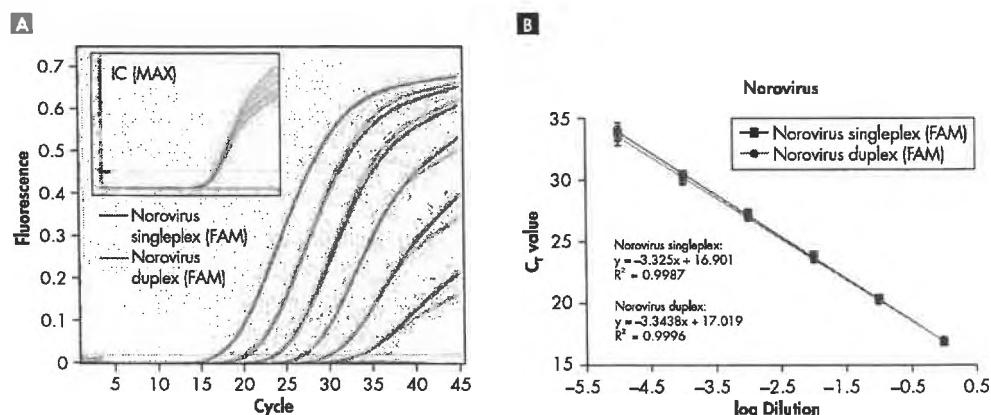 A
0.7
0.6
0.5
0.4
0.3
0.2
0.1
0
Fluorescence
IC (MAX)
Norovirus
singleplex (FAM)
Norovirus
duplex (FAM)
5 10 15 20 25 30 35 40 45
Cycle
B
Norovirus
35
30
25
20
15
C_T value
Norovirus singleplex (FAM)
Norovirus duplex (FAM)
Norovirus singleplex:
y = –3.325x + 16.901
R² = 0.9987
Norovirus duplex:
y = –3.3438x + 17.019
R² = 0.9996
–5.5 –4.5 –3.5 –2.5 –1.5 –0.5 0.5
log Dilution